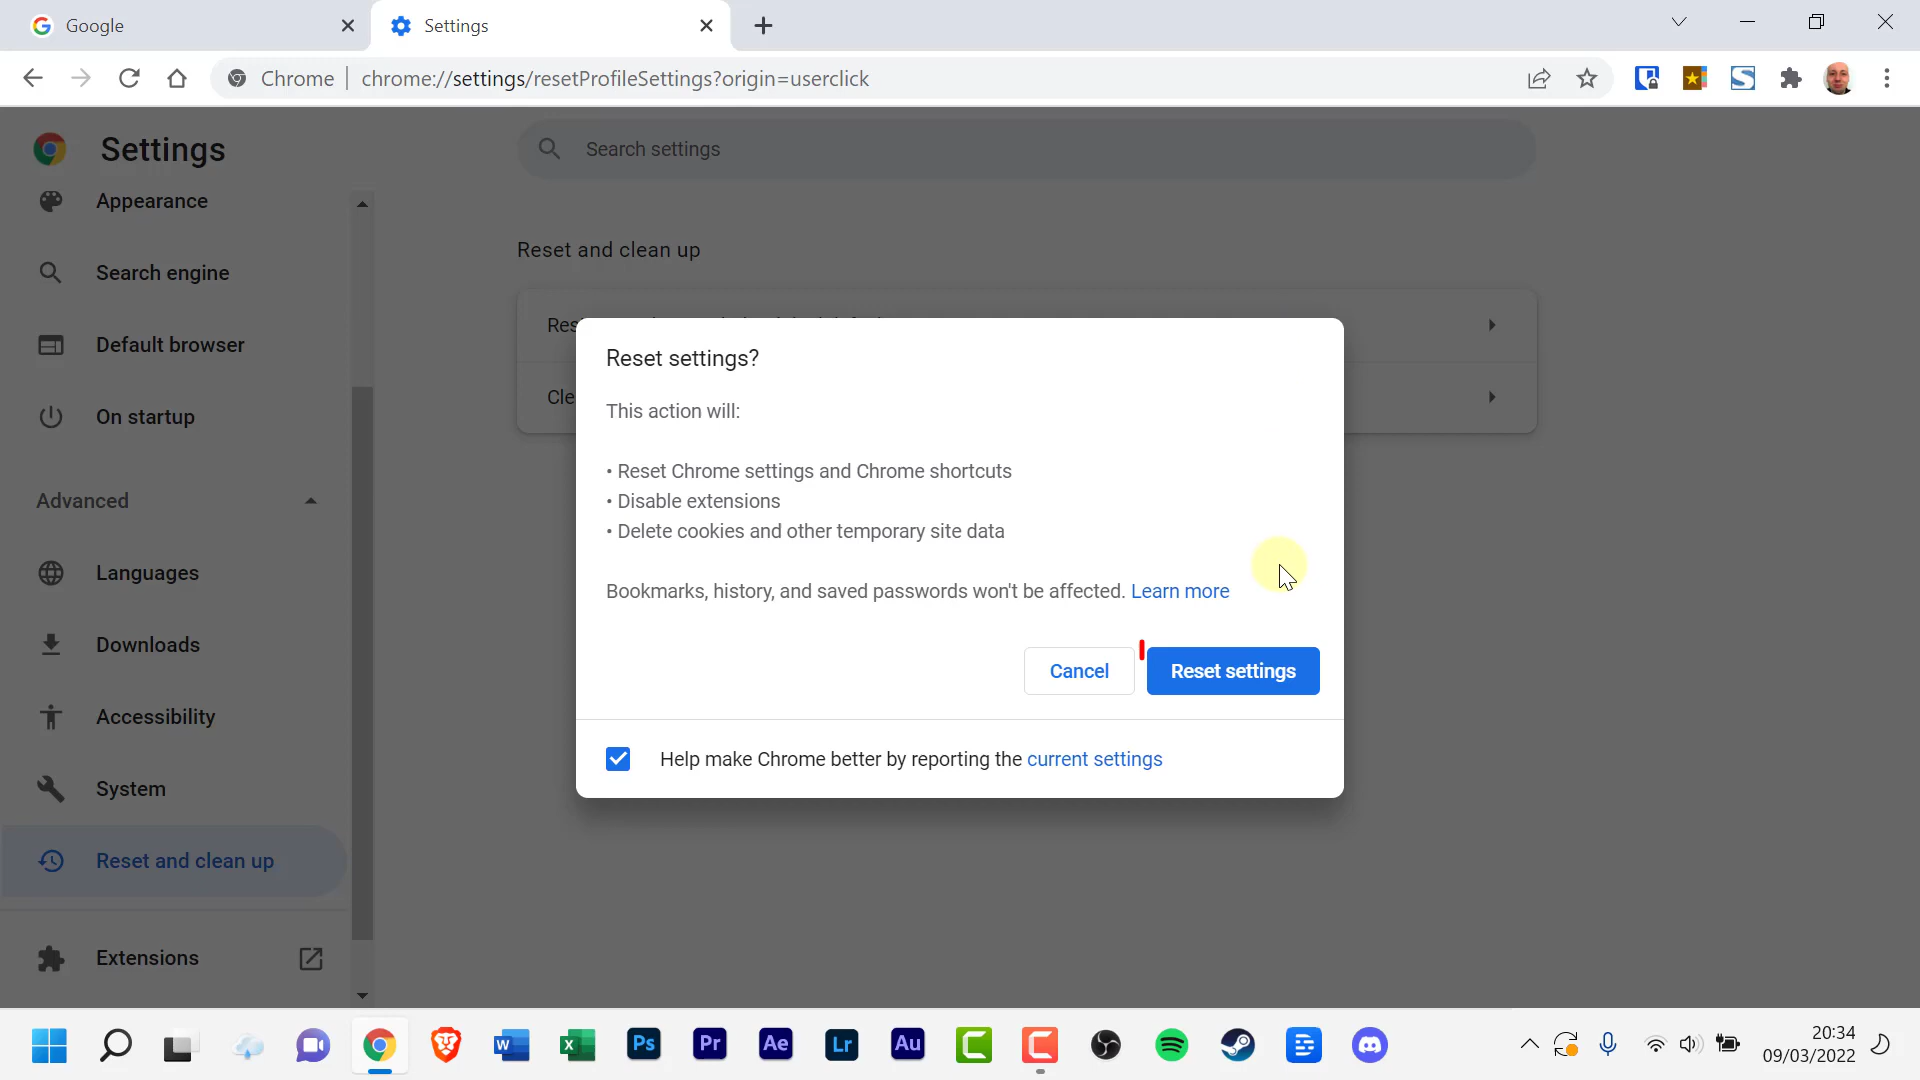 Google
Settings
Chrome
chrome://settings/resetProfileSettings?origin=userclick
Settings
Search settings
Appearance
Search engine
Default browser
On startup
Advanced
Languages
Downloads
Accessibility
System
Reset and clean up
Extensions
Reset and clean up
Res
Cle
Reset settings?
This action will:
• Reset Chrome settings and Chrome shortcuts
• Disable extensions
• Delete cookies and other temporary site data
Bookmarks, history, and saved passwords won't be affected. Learn more
Cancel
Reset settings
Help make Chrome better by reporting the current settings
W
X
Ps
Pr
Ae
Lr
Au
20:34
09/03/2022